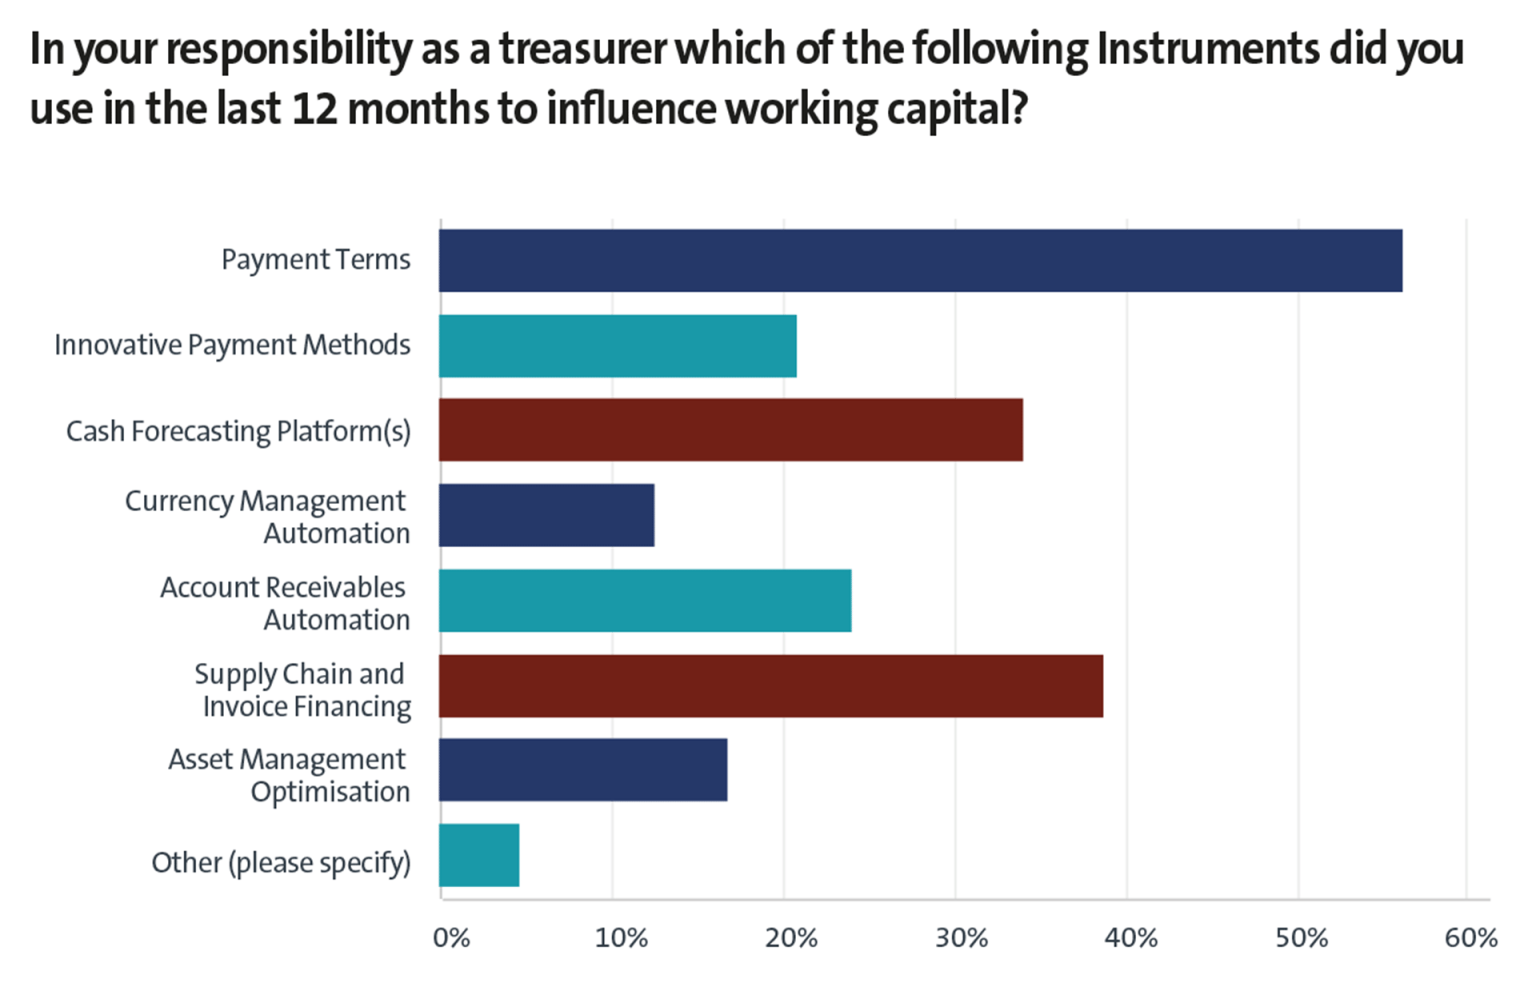 In your responsibility as a treasurer which of the following Instruments did you
use in the last 12 months to influence working capital?
Payment Terms
Innovative Payment Methods
Cash Forecasting Platform(s)
Currency Management
Automation
Account Receivables
Automation
Supply Chain and
Invoice Financing
Asset Management
Optimisation
Other (please specify)
0% 10% 20% 30% 40% 50% 60%